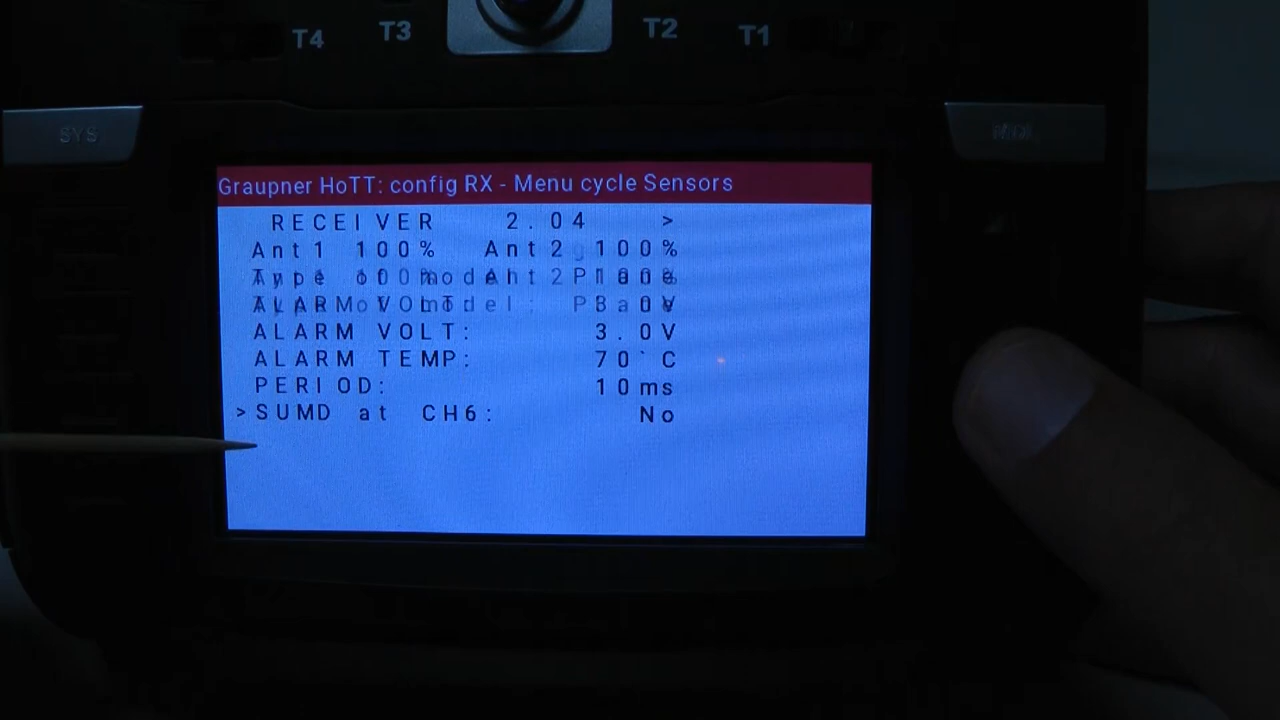 T4 T3 T2 T1
SYS
Graupner HoTT: config RX - Menu cycle Sensors
RECEIVER 2.04 >
Ant1 100% Ant2 100%
ALARM VOLT: 3.0V
ALARM TEMP: 70°C
PERIOD: 10ms
>SUMD at CH6: No